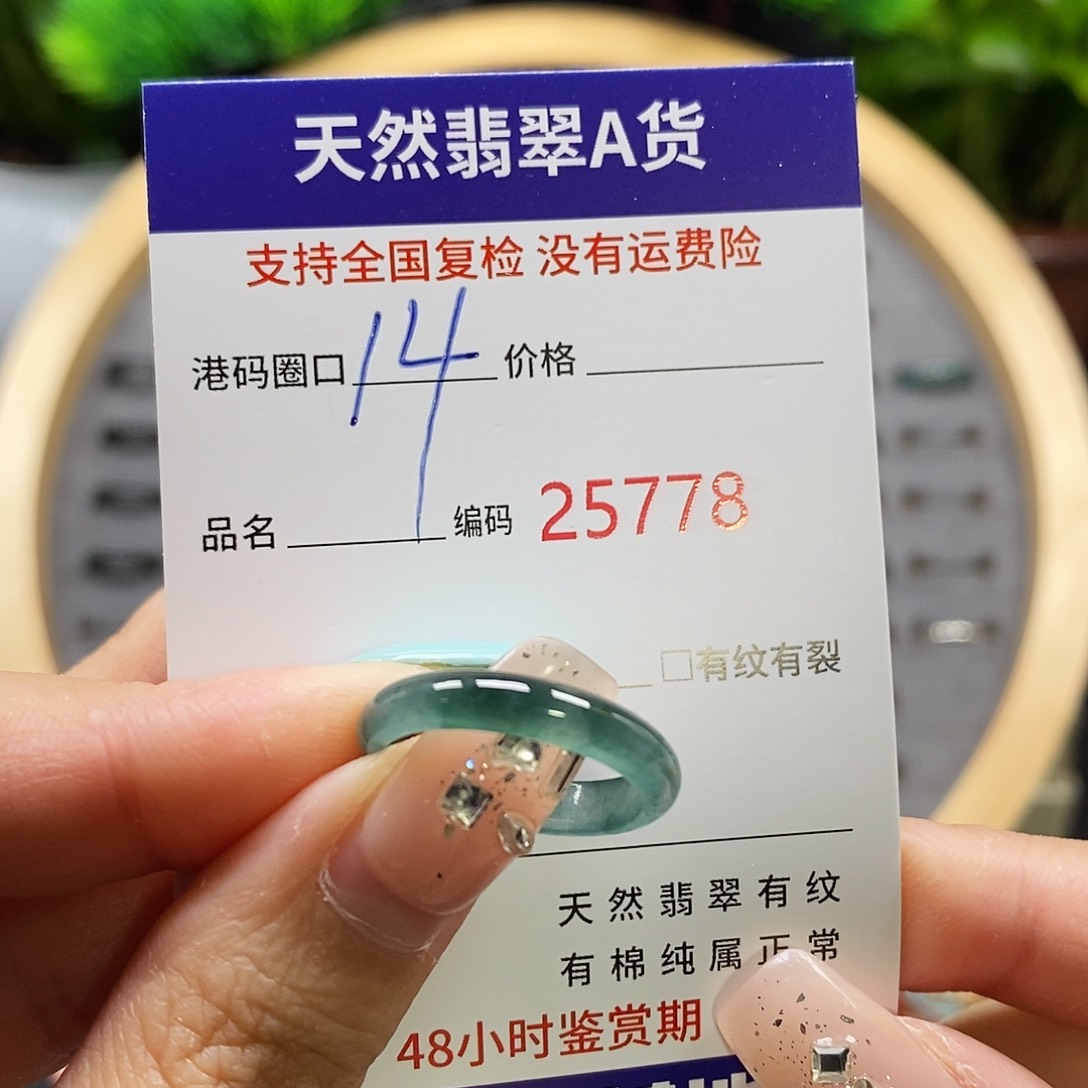 天然翡翠A货
支持全国复检 没有运费险
港码圈口 14 价格
品名 编码 25778
□有纹有裂
天然翡翠有纹
有棉纯属正常
48小时鉴赏期